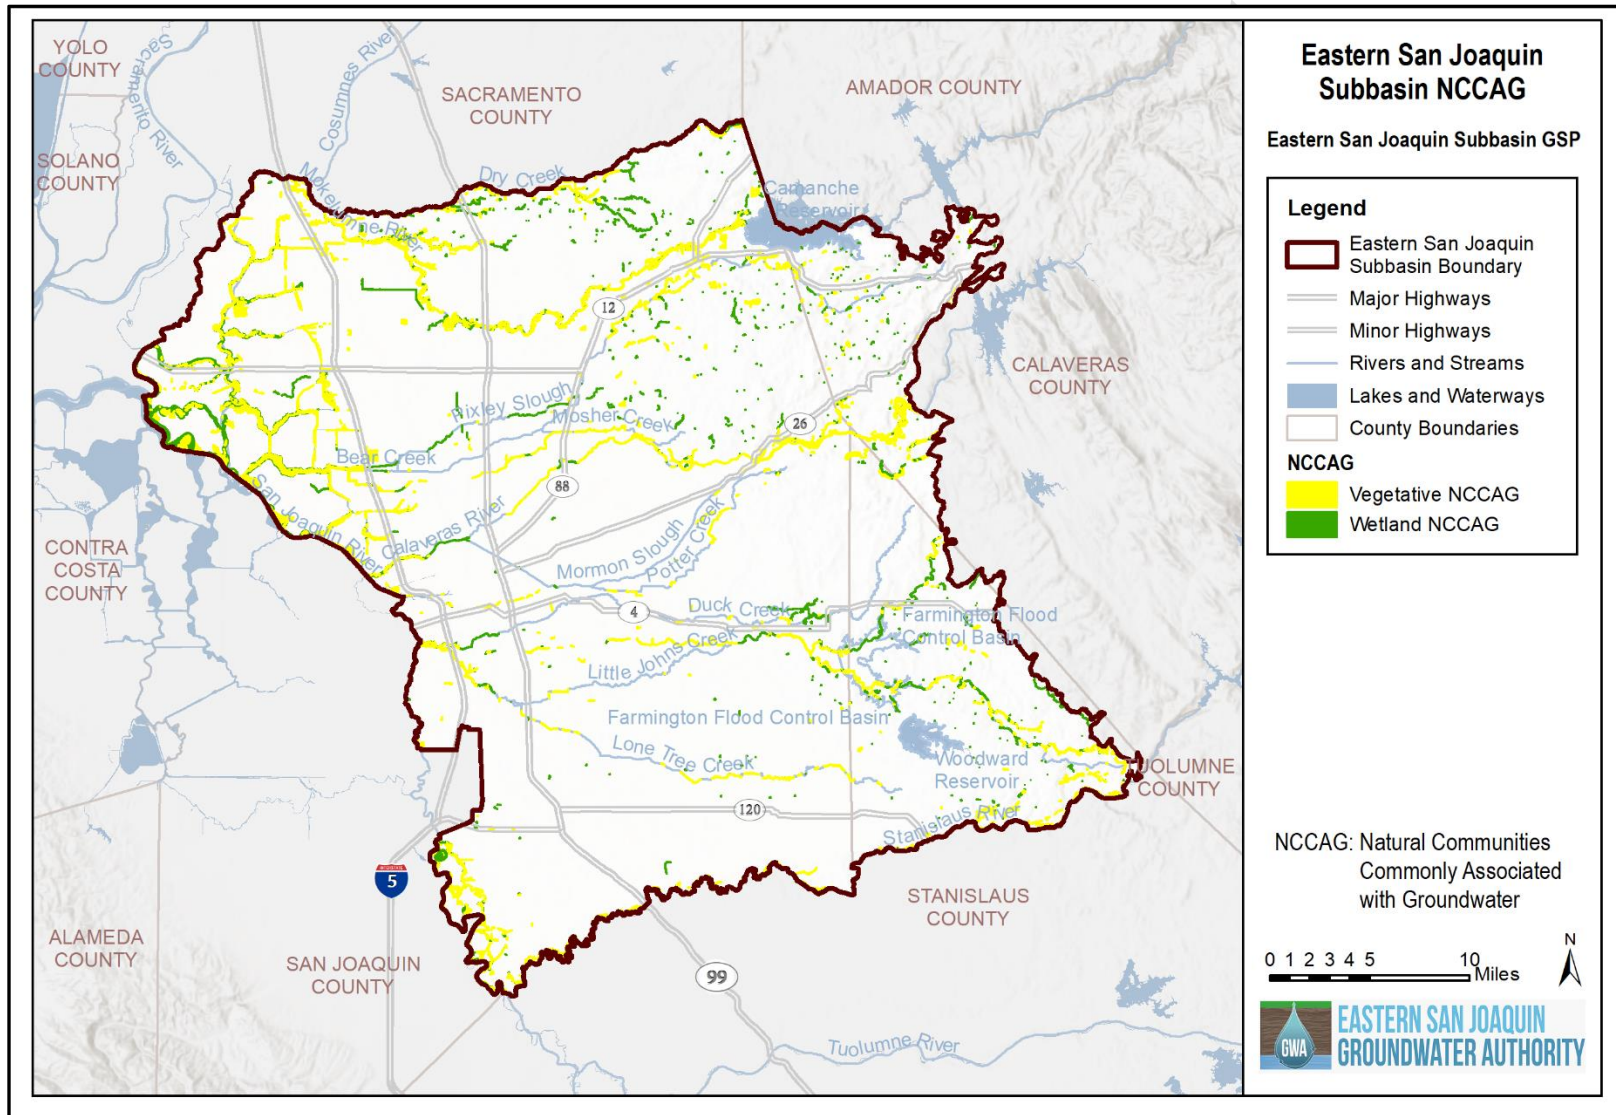 YOLO
COUNTY
Sacramento River
Cosumnes River
SACRAMENTO
COUNTY
AMADOR COUNTY
SOLANO
COUNTY
Mokelumne River
Dry Creek
Camanche
Reservoir
12
CALAVERAS
COUNTY
Pixley Slough
Mosher Creek
26
Bear Creek
88
San Joaquin River
Calaveras River
CONTRA
COSTA
COUNTY
Mormon Slough
Potter Creek
4
Duck Creek
Farmington Flood
Control Basin
Little Johns Creek
Farmington Flood Control Basin
Lone Tree Creek
Woodward
Reservoir
TUOLUMNE
COUNTY
120
Stanislaus River
5
STANISLAUS
COUNTY
ALAMEDA
COUNTY
SAN JOAQUIN
COUNTY
99
Tuolumne River
Eastern San Joaquin
Subbasin NCCAG
Eastern San Joaquin Subbasin GSP
Legend
Eastern San Joaquin
Subbasin Boundary
Major Highways
Minor Highways
Rivers and Streams
Lakes and Waterways
County Boundaries
NCCAG
Vegetative NCCAG
Wetland NCCAG
NCCAG: Natural Communities
Commonly Associated
with Groundwater
N
0 1 2 3 4 5 10
Miles
GWA
EASTERN SAN JOAQUIN
GROUNDWATER AUTHORITY